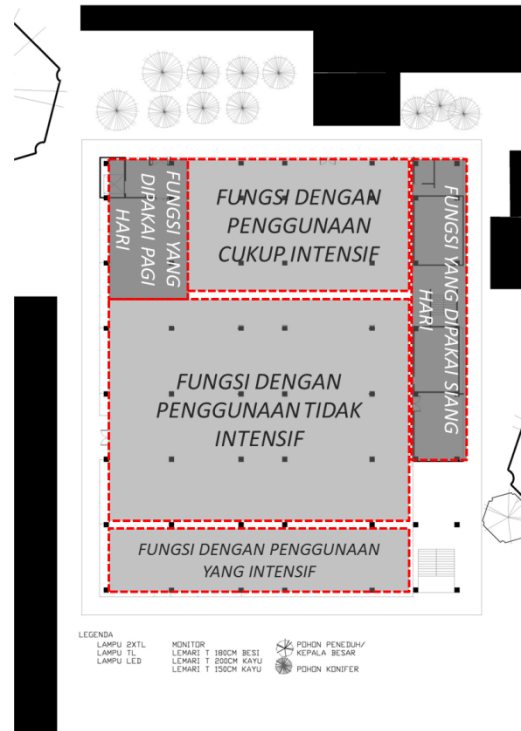 FUNGSI YANG
DIPAKAI PAGI
HARI
FUNGSI DENGAN
PENGGUNAAN
CUKUP INTENSIF
FUNGSI YANG DIPAKAI SIANG
HARI
FUNGSI DENGAN
PENGGUNAAN TIDAK
INTENSIF
FUNGSI DENGAN PENGGUNAAN
YANG INTENSIF
LEGENDA
LAMPU 2XTL
LAMPU TL
LAMPU LED
MONITOR
LEMARI T 180CM BESI
LEMARI T 200CM KAYU
LEMARI T 150CM KAYU
POHON PENEDUH/
KEPALA BESAR
POHON KONIFER